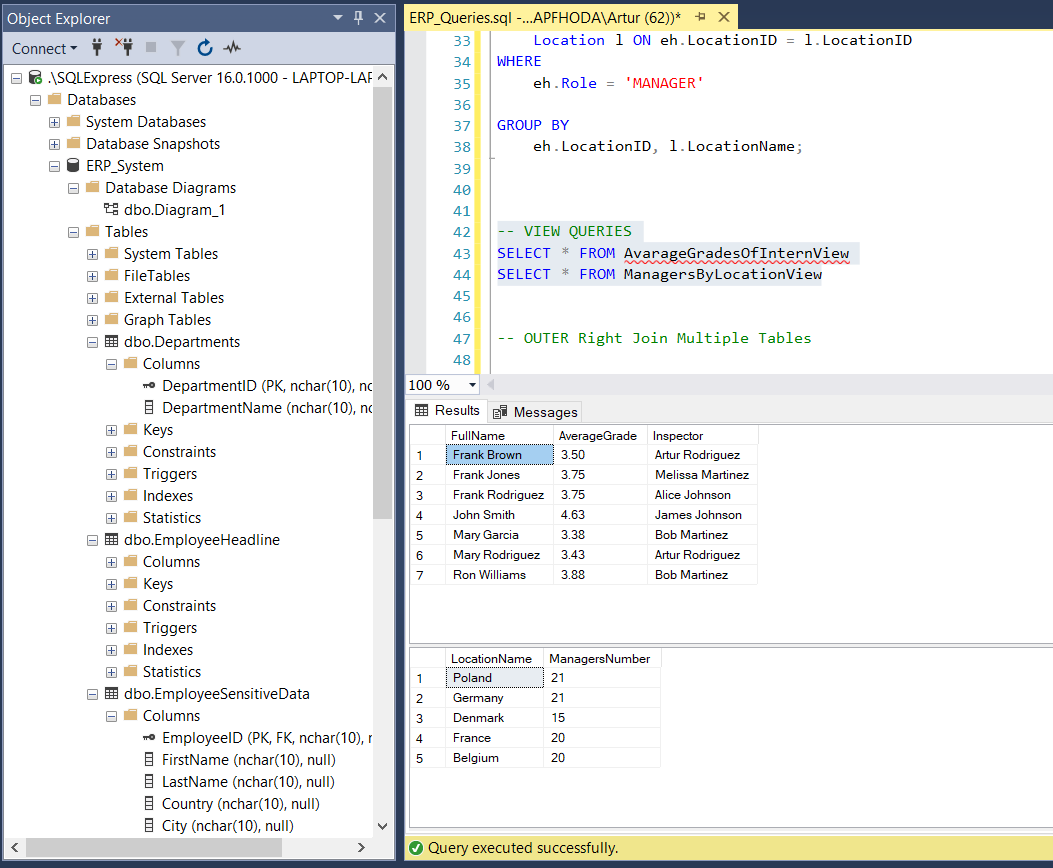 Object Explorer
Connect
.\SQLExpress (SQL Server 16.0.1000 - LAPTOP-LAP
Databases
System Databases
Database Snapshots
ERP_System
Database Diagrams
dbo.Diagram_1
Tables
System Tables
FileTables
External Tables
Graph Tables
dbo.Departments
Columns
DepartmentID (PK, nchar(10), nc
DepartmentName (nchar(10), nc
Keys
Constraints
Triggers
Indexes
Statistics
dbo.EmployeeHeadline
Columns
Keys
Constraints
Triggers
Indexes
Statistics
dbo.EmployeeSensitiveData
Columns
EmployeeID (PK, FK, nchar(10), r
FirstName (nchar(10), null)
LastName (nchar(10), null)
Country (nchar(10), null)
City (nchar(10), null)
ERP_Queries.sql -...APFHODA\Artur (62))*
33 Location l ON eh.LocationID = l.LocationID
34 WHERE
35 eh.Role = 'MANAGER'
36
37 GROUP BY
38 eh.LocationID, l.LocationName;
39
40
41
42 -- VIEW QUERIES
43 SELECT * FROM AvarageGradesOfInternView
44 SELECT * FROM ManagersByLocationView
45
46
47 -- OUTER Right Join Multiple Tables
48
100 %
Results Messages
FullName AverageGrade Inspector
1 Frank Brown 3.50 Artur Rodriguez
2 Frank Jones 3.75 Melissa Martinez
3 Frank Rodriguez 3.75 Alice Johnson
4 John Smith 4.63 James Johnson
5 Mary Garcia 3.38 Bob Martinez
6 Mary Rodriguez 3.43 Artur Rodriguez
7 Ron Williams 3.88 Bob Martinez
LocationName ManagersNumber
1 Poland 21
2 Germany 21
3 Denmark 15
4 France 20
5 Belgium 20
Query executed successfully.